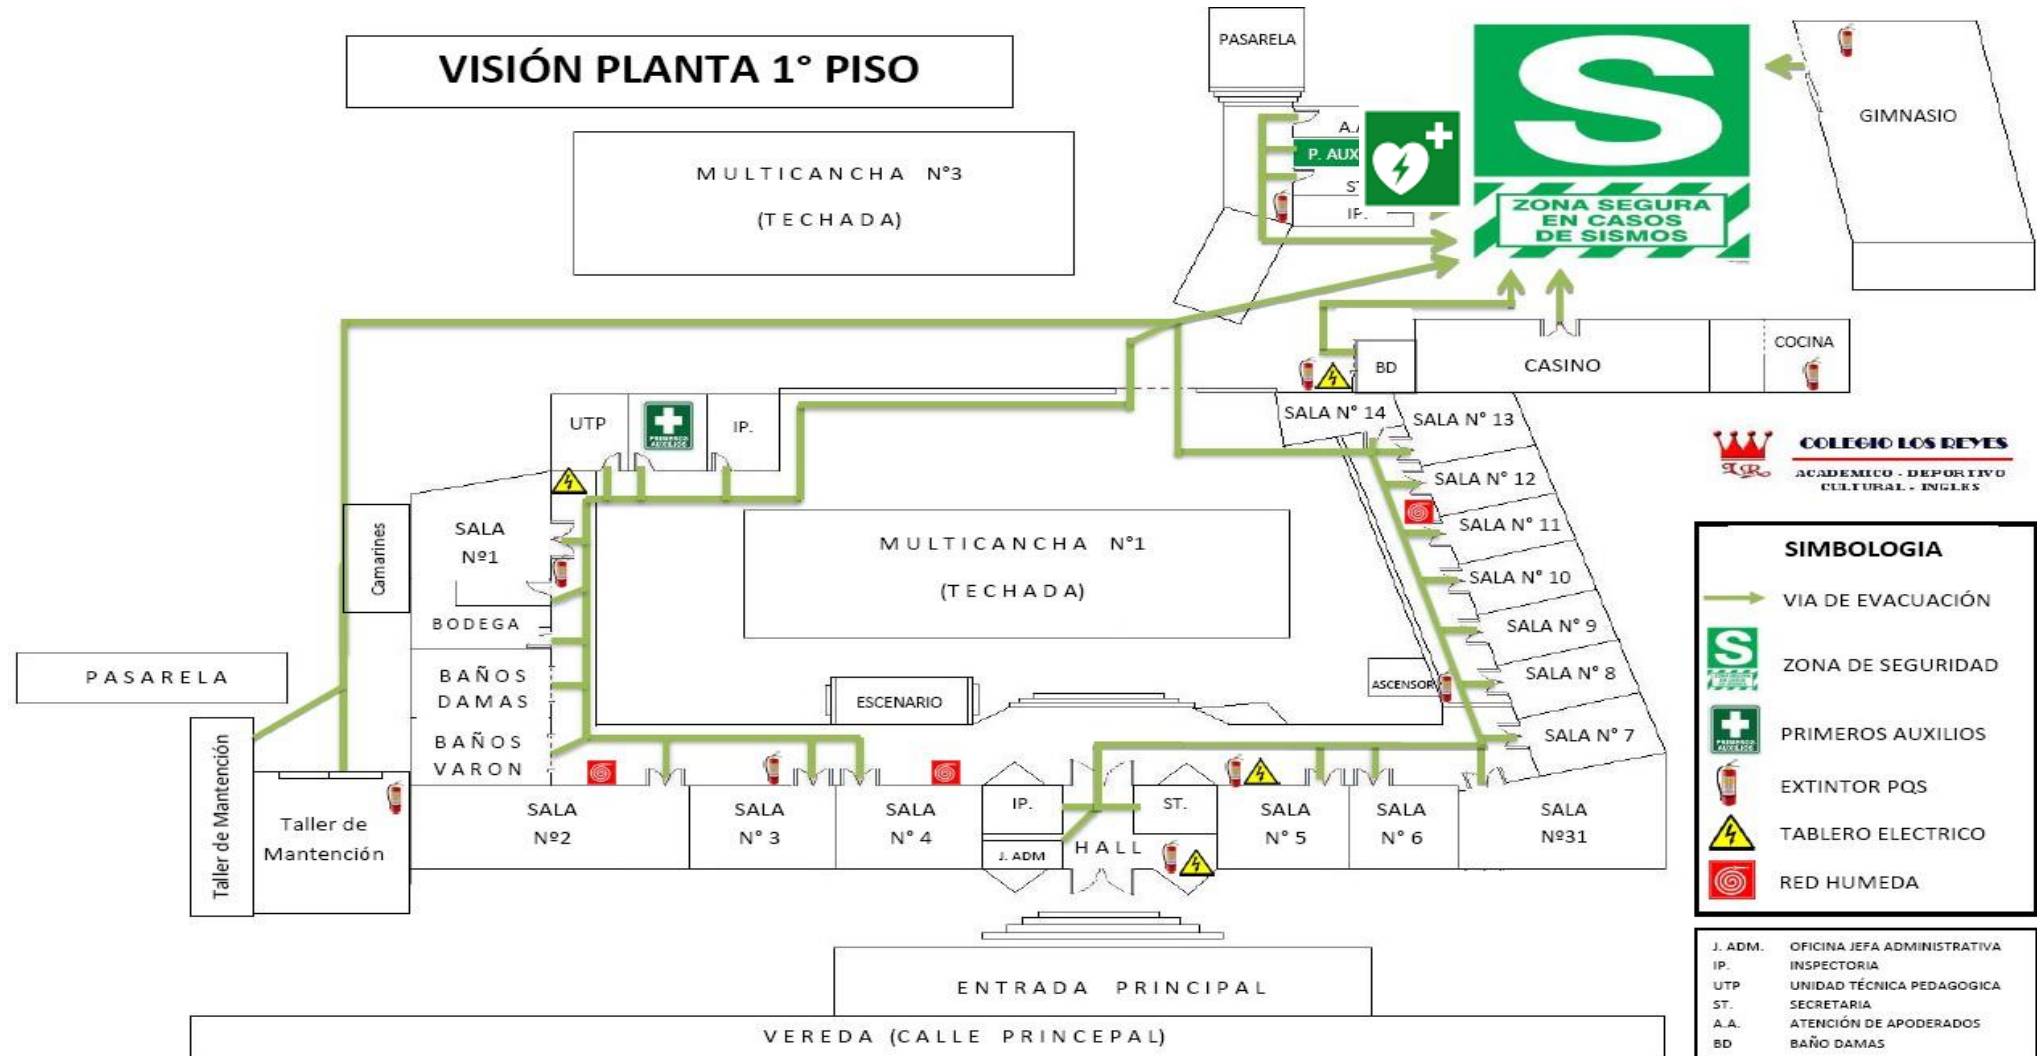 VISIÓN PLANTA 1° PISO
PASARELA
GIMNASIO
MULTICANCHA N°3
(TECHADA)
A.A
P. AUX
ST
IP.
S
ZONA SEGURA
EN CASOS
DE SISMOS
BD
CASINO
COCINA
UTP
PRIMEROS
AUXILIOS
IP.
SALA N° 14
SALA N° 13
SALA N° 12
SALA N° 11
SALA N° 10
SALA N° 9
SALA N° 8
SALA N° 7
COLEGIO LOS REYES
ACADEMICO - DEPORTIVO
CULTURAL - INGLES
LR
Camarines
SALA
Nº1
BODEGA
BAÑOS
DAMAS
BAÑOS
VARON
MULTICANCHA N°1
(TECHADA)
PASARELA
ESCENARIO
ASCENSOR
Taller de Mantención
Taller de
Mantención
SALA
Nº2
SALA
N° 3
SALA
N° 4
IP.
J. ADM
HALL
ST.
SALA
N° 5
SALA
N° 6
SALA
Nº31
ENTRADA PRINCIPAL
VEREDA (CALLE PRINCEPAL)
SIMBOLOGIA
VIA DE EVACUACIÓN
S
ZONA DE SEGURIDAD
PRIMEROS
AUXILIOS
PRIMEROS AUXILIOS
EXTINTOR PQS
TABLERO ELECTRICO
RED HUMEDA
J. ADM. OFICINA JEFA ADMINISTRATIVA
IP. INSPECTORIA
UTP UNIDAD TÉCNICA PEDAGOGICA
ST. SECRETARIA
A.A. ATENCIÓN DE APODERADOS
BD BAÑO DAMAS